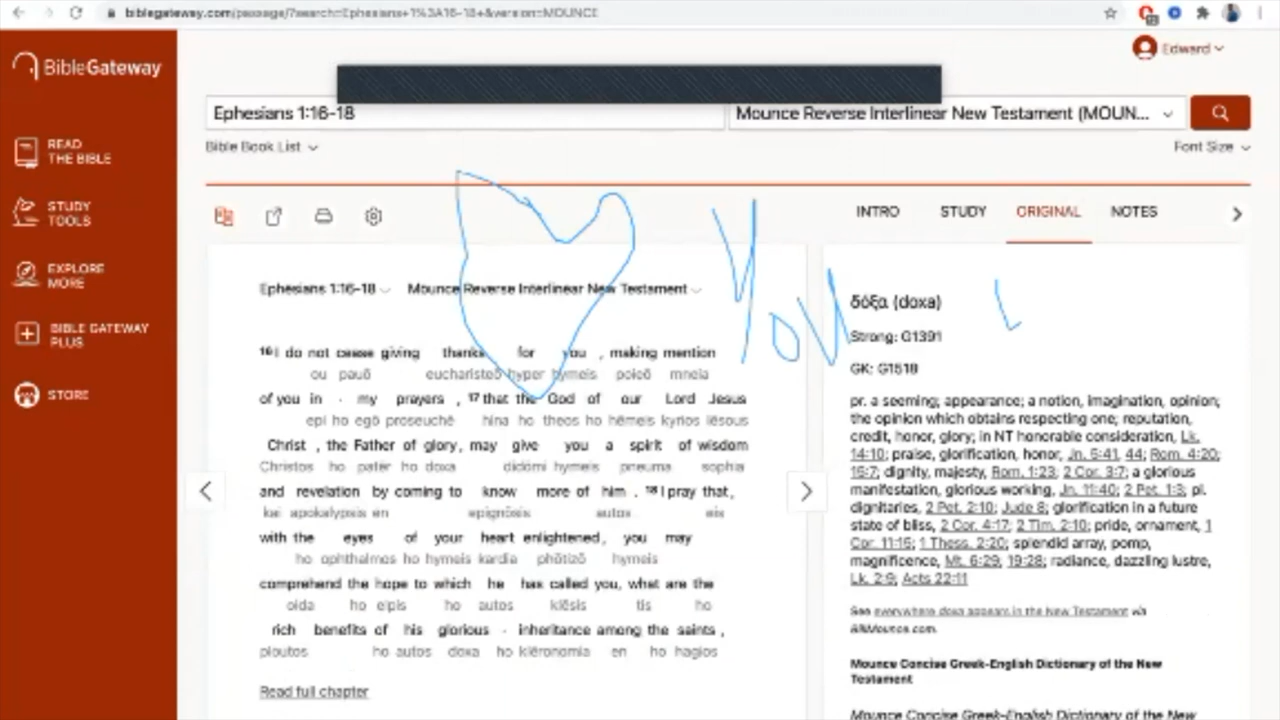 biblegateway.com/passage/?search=Ephesians+1%3A16-18+&version=MOUNCE
Edward
BibleGateway
Ephesians 1:16-18
Mounce Reverse Interlinear New Testament (MOUN...
Bible Book List
Font Size
READ
THE BIBLE
STUDY
TOOLS
EXPLORE
MORE
BIBLE GATEWAY
PLUS
STORE
Ephesians 1:16-18
Mounce Reverse Interlinear New Testament
16 I do not cease giving thanks for you , making mention
ou pauō eucharisteō hyper hymeis poieō mneia
of you in - my prayers , 17 that the God of our Lord Jesus
epi ho egō proseuchē hina ho theos ho hēmeis kyrios Iēsous
Christ , the Father of glory, may give you a spirit of wisdom
Christos ho patēr ho doxa didōmi hymeis pneuma sophia
and revelation by coming to know more of him . 18 I pray that,
kai apokalypsis en epignōsis autos eis
with the eyes of your heart enlightened, you may
ho ophthalmos ho hymeis kardia phōtizō hymeis
comprehend the hope to which he has called you, what are the
oida ho elpis ho autos klēsis tis ho
rich benefits of his glorious - inheritance among the saints ,
ploutos ho autos doxa ho klēronomia en ho hagios
Read full chapter
You
INTRO STUDY ORIGINAL NOTES
δόξα (doxa)
Strong: G1391
GK: G1518
pr. a seeming; appearance; a notion, imagination, opinion;
the opinion which obtains respecting one; reputation,
credit, honor, glory; in NT honorable consideration, Lk.
14:10; praise, glorification, honor, Jn. 5:41, 44; Rom. 4:20;
15:7; dignity, majesty, Rom. 1:23; 2 Cor. 3:7; a glorious
manifestation, glorious working, Jn. 11:40; 2 Pet. 1:3; pl.
dignitaries, 2 Pet. 2:10; Jude 8; glorification in a future
state of bliss, 2 Cor. 4:17; 2 Tim. 2:10; pride, ornament, 1
Cor. 11:15; 1 Thess. 2:20; splendid array, pomp,
magnificence, Mt. 6:29; 19:28; radiance, dazzling lustre,
Lk. 2:9; Acts 22:11
See everywhere doxa appears in the New Testament via
BillMounce.com.
Mounce Concise Greek-English Dictionary of the New
Testament
Mounce Concise Greek-English Dictionary of the New